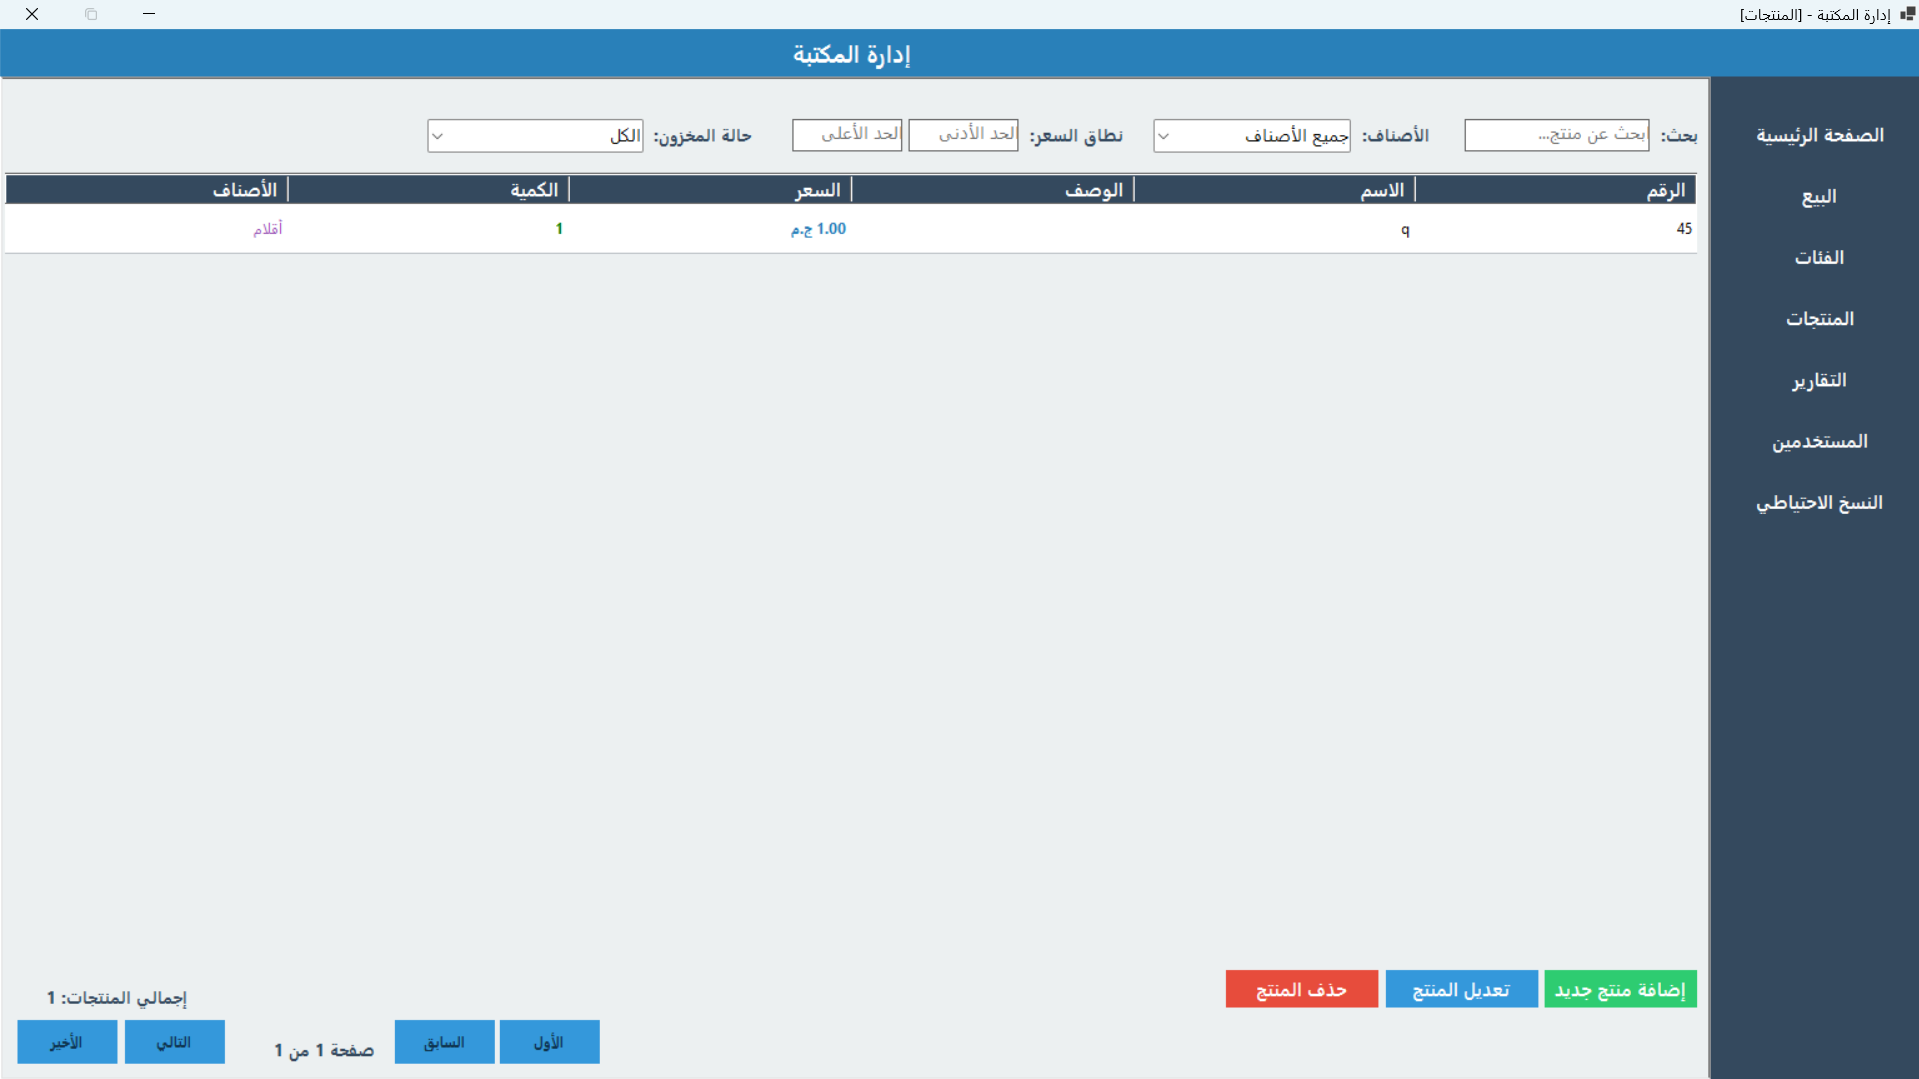 إدارة المكتبة - [المنتجات]
إدارة المكتبة
الصفحة الرئيسية
البيع
الفئات
المنتجات
التقارير
المستخدمين
النسخ الاحتياطي
بحث: ابحث عن منتج... الأصناف: جميع الأصناف نطاق السعر: الحد الأدنى الحد الأعلى حالة المخزون: الكل
الرقم الاسم الوصف السعر الكمية الأصناف
45 q 1.00 ج.م 1 أقلام
إضافة منتج جديد تعديل المنتج حذف المنتج
إجمالي المنتجات: 1
الأول السابق صفحة 1 من 1 التالي الأخير